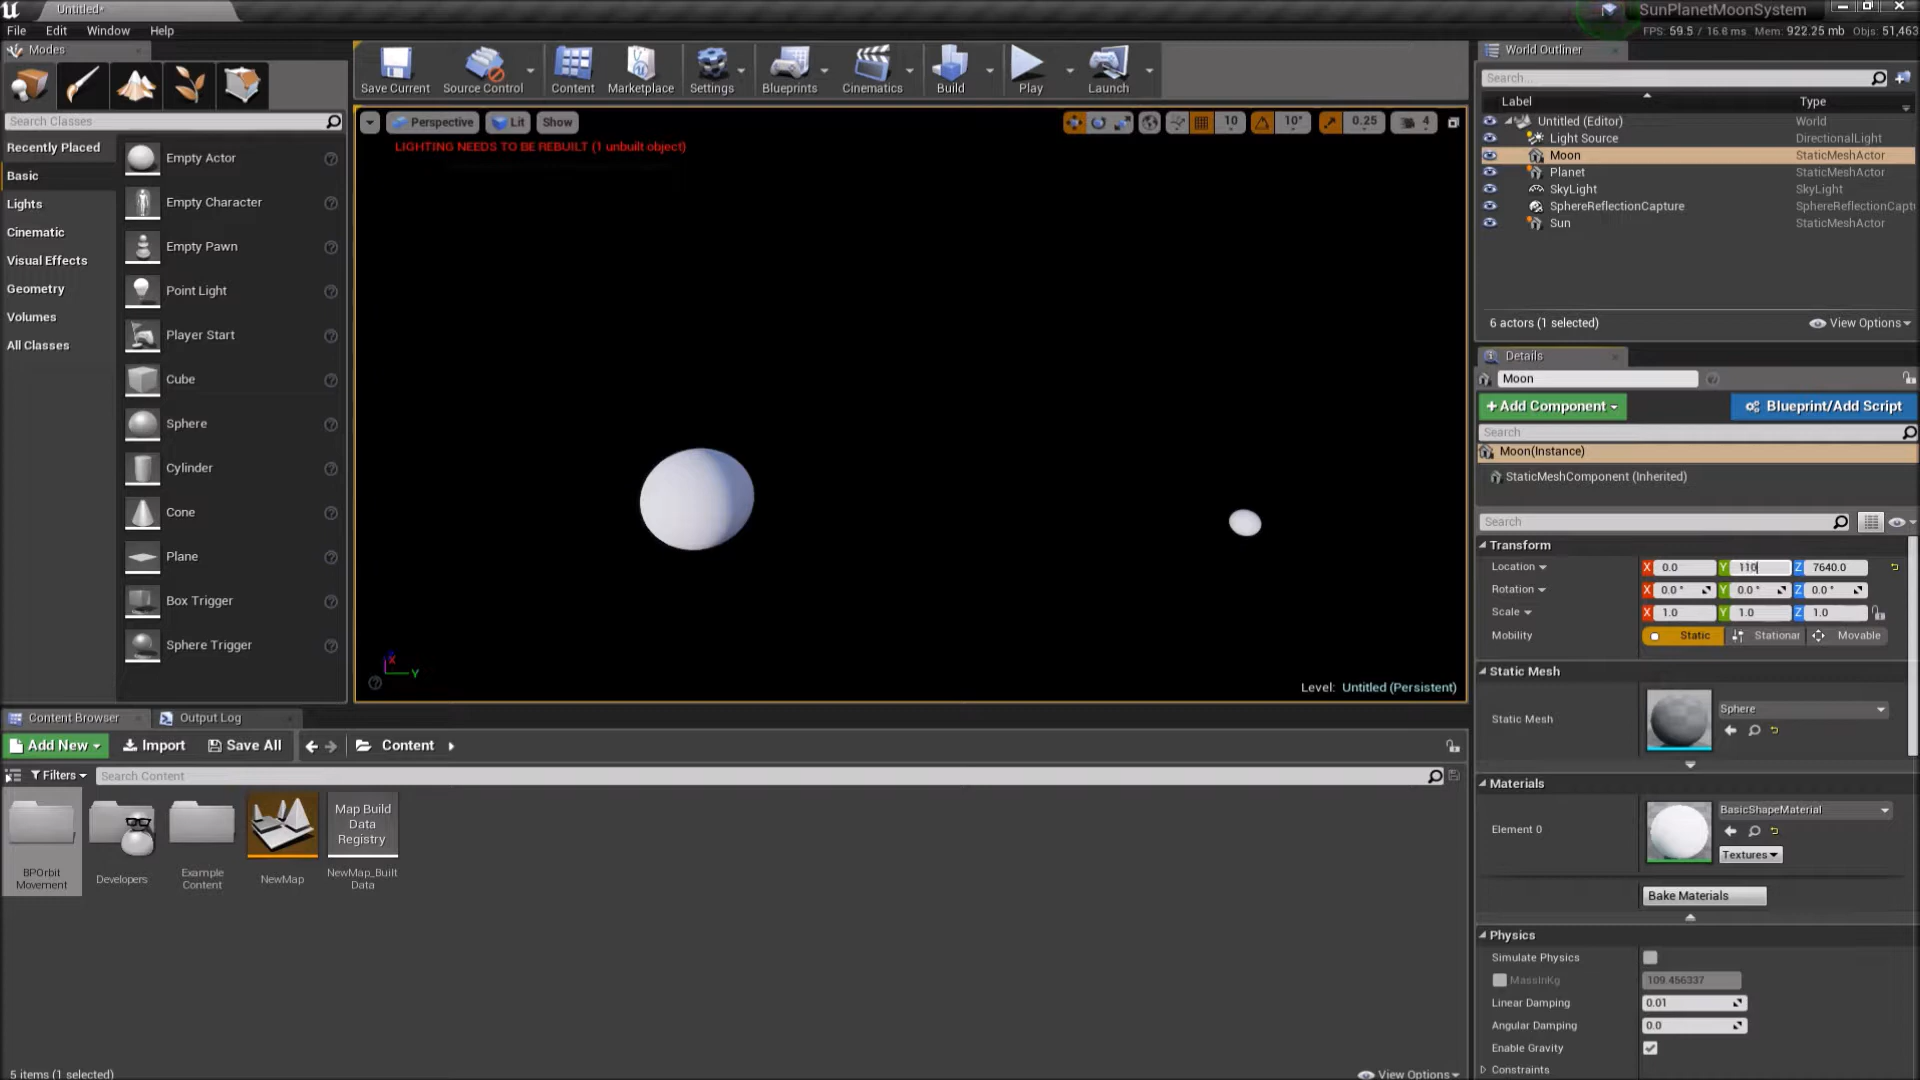 Untitled*
SunPlanetMoonSystem
File Edit Window Help
FPS: 59.5 / 16.8 ms Mem: 922.25 mb Objs: 51,463
Modes
Search Classes
Recently Placed
Basic
Lights
Cinematic
Visual Effects
Geometry
Volumes
All Classes
Empty Actor
Empty Character
Empty Pawn
Point Light
Player Start
Cube
Sphere
Cylinder
Cone
Plane
Box Trigger
Sphere Trigger
Save Current Source Control Content Marketplace Settings Blueprints Cinematics Build Play Launch
Perspective Lit Show 10 10° 0.25 4
LIGHTING NEEDS TO BE REBUILT (1 unbuilt object)
X
Y
Level: Untitled (Persistent)
World Outliner
Search...
Label Type
Untitled (Editor) World
Light Source DirectionalLight
Moon StaticMeshActor
Planet StaticMeshActor
SkyLight SkyLight
SphereReflectionCapture SphereReflectionCaptu
Sun StaticMeshActor
6 actors (1 selected) View Options
Details
Moon
+Add Component Blueprint/Add Script
Search
Moon(Instance)
StaticMeshComponent (Inherited)
Search
Transform
Location X 0.0 Y 110 Z 7640.0
Rotation X 0.0 ° Y 0.0 ° Z 0.0 °
Scale X 1.0 Y 1.0 Z 1.0
Mobility Static Stationar Movable
Static Mesh
Static Mesh Sphere
Materials
Element 0 BasicShapeMaterial
Textures
Bake Materials
Physics
Simulate Physics
MassInKg 109.456337
Linear Damping 0.01
Angular Damping 0.0
Enable Gravity
Constraints
Content Browser Output Log
Add New Import Save All Content
Filters Search Content
BPOrbit
Movement
Developers
Example
Content
NewMap
Map Build
Data
Registry
NewMap_Built
Data
5 items (1 selected) View Options